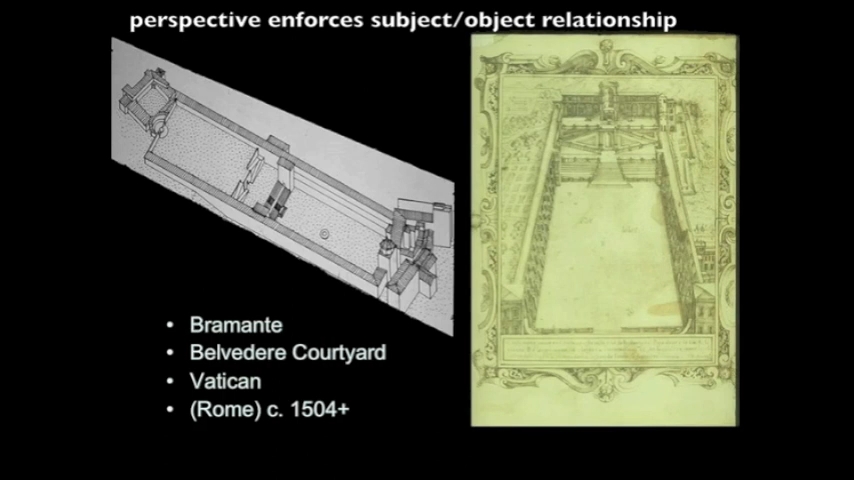 perspective enforces subject/object relationship
• Bramante
• Belvedere Courtyard
• Vatican
• (Rome) c. 1504+